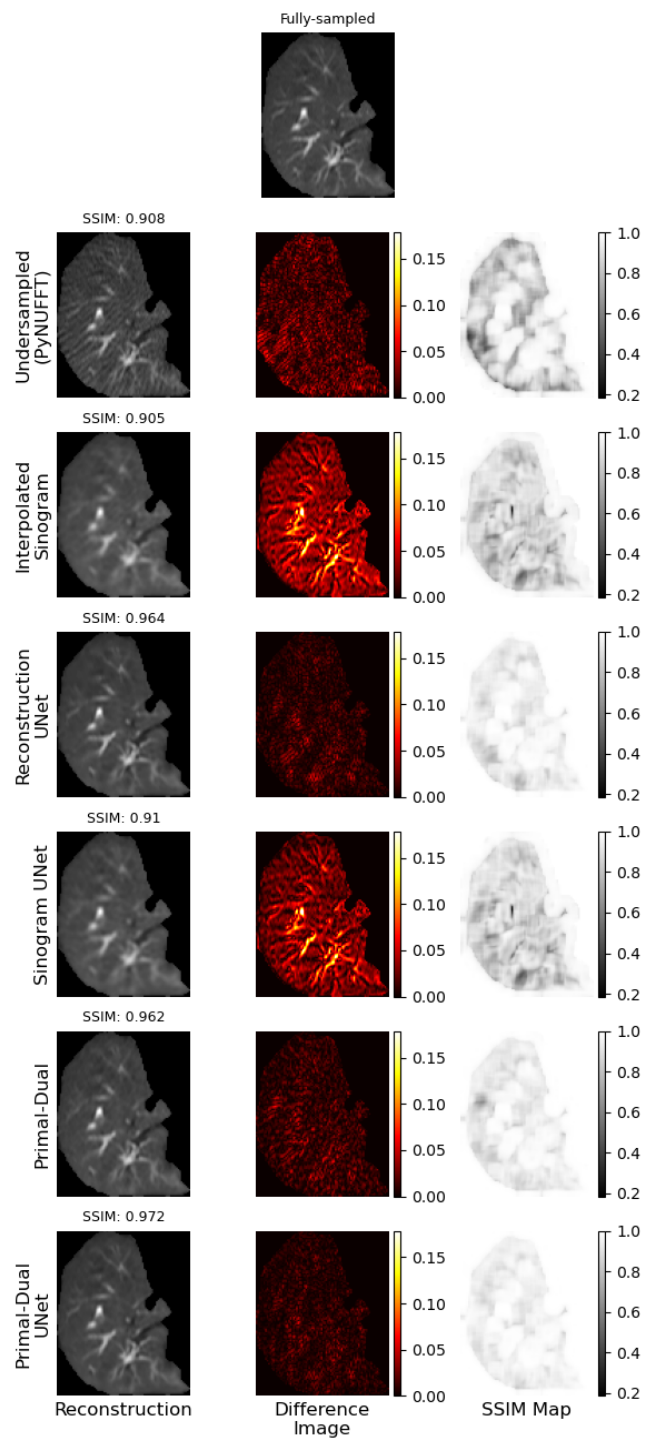 Fully-sampled
SSIM: 0.908
Undersampled
(PyNUFFT)
0.15
0.10
0.05
0.00
1.0
0.8
0.6
0.4
0.2
SSIM: 0.905
Interpolated
Sinogram
0.15
0.10
0.05
0.00
1.0
0.8
0.6
0.4
0.2
SSIM: 0.964
Reconstruction
UNet
0.15
0.10
0.05
0.00
1.0
0.8
0.6
0.4
0.2
SSIM: 0.91
Sinogram UNet
0.15
0.10
0.05
0.00
1.0
0.8
0.6
0.4
0.2
SSIM: 0.962
Primal-Dual
0.15
0.10
0.05
0.00
1.0
0.8
0.6
0.4
0.2
SSIM: 0.972
Primal-Dual
UNet
0.15
0.10
0.05
0.00
1.0
0.8
0.6
0.4
0.2
Reconstruction
Difference
Image
SSIM Map